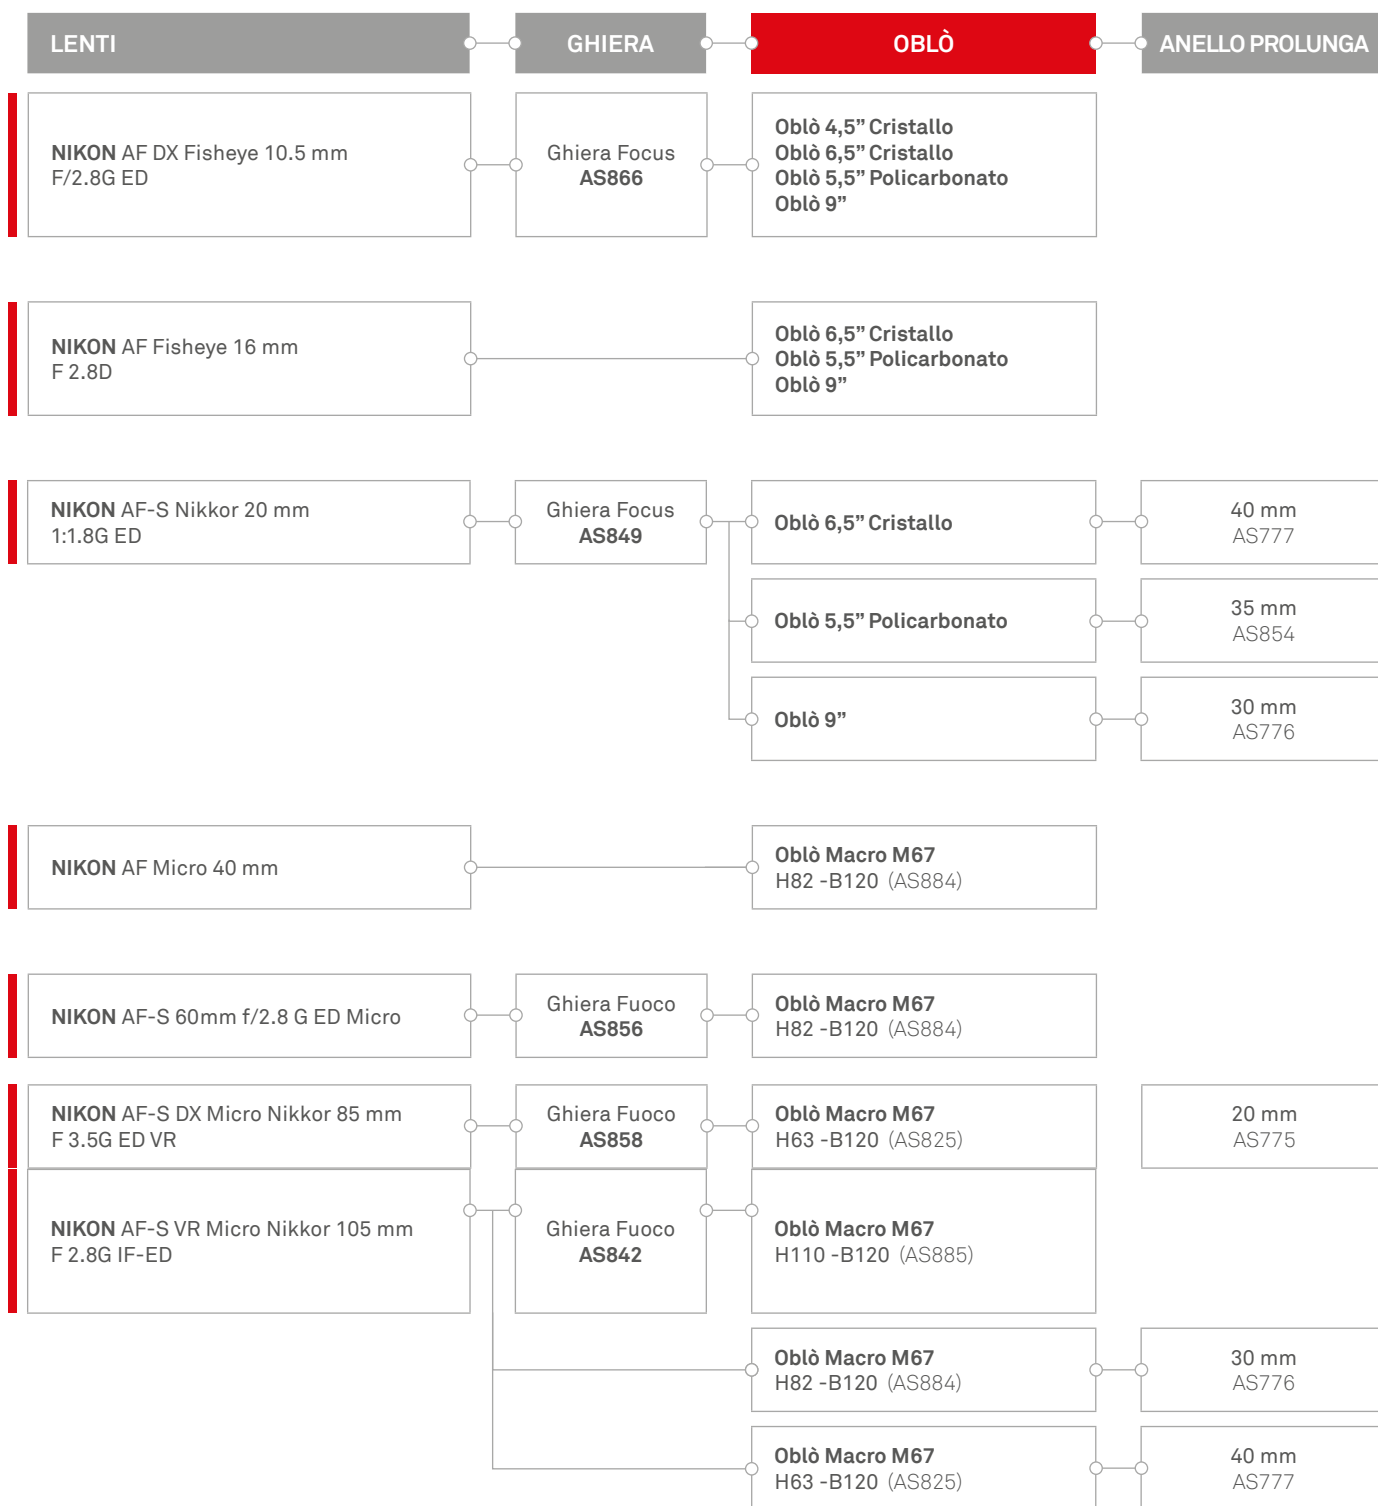 LENTI
GHIERA
OBLÒ
ANELLO PROLUNGA
NIKON AF DX Fisheye 10.5 mm
F/2.8G ED
Ghiera Focus
AS866
Oblò 4,5” Cristallo
Oblò 6,5” Cristallo
Oblò 5,5” Policarbonato
Oblò 9”
NIKON AF Fisheye 16 mm
F 2.8D
Oblò 6,5” Cristallo
Oblò 5,5” Policarbonato
Oblò 9”
NIKON AF-S Nikkor 20 mm
1:1.8G ED
Ghiera Focus
AS849
Oblò 6,5” Cristallo
40 mm
AS777
Oblò 5,5” Policarbonato
35 mm
AS854
Oblò 9”
30 mm
AS776
NIKON AF Micro 40 mm
Oblò Macro M67
H82 -B120 (AS884)
NIKON AF-S 60mm f/2.8 G ED Micro
Ghiera Fuoco
AS856
Oblò Macro M67
H82 -B120 (AS884)
NIKON AF-S DX Micro Nikkor 85 mm
F 3.5G ED VR
Ghiera Fuoco
AS858
Oblò Macro M67
H63 -B120 (AS825)
20 mm
AS775
NIKON AF-S VR Micro Nikkor 105 mm
F 2.8G IF-ED
Ghiera Fuoco
AS842
Oblò Macro M67
H110 -B120 (AS885)
Oblò Macro M67
H82 -B120 (AS884)
30 mm
AS776
Oblò Macro M67
H63 -B120 (AS825)
40 mm
AS777